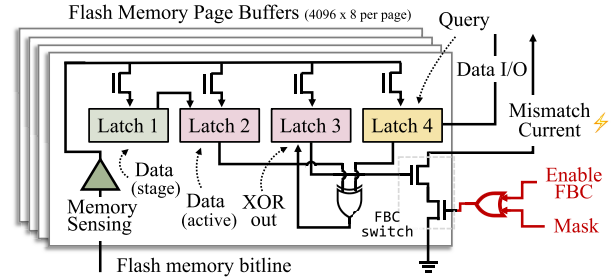 Flash Memory Page Buffers (4096 x 8 per page)
Query
Data I/O
Latch 1
Latch 2
Latch 3
Latch 4
Mismatch
Current
Data
(stage)
Data
(active)
XOR
out
Memory
Sensing
FBC
switch
Enable
FBC
Mask
Flash memory bitline